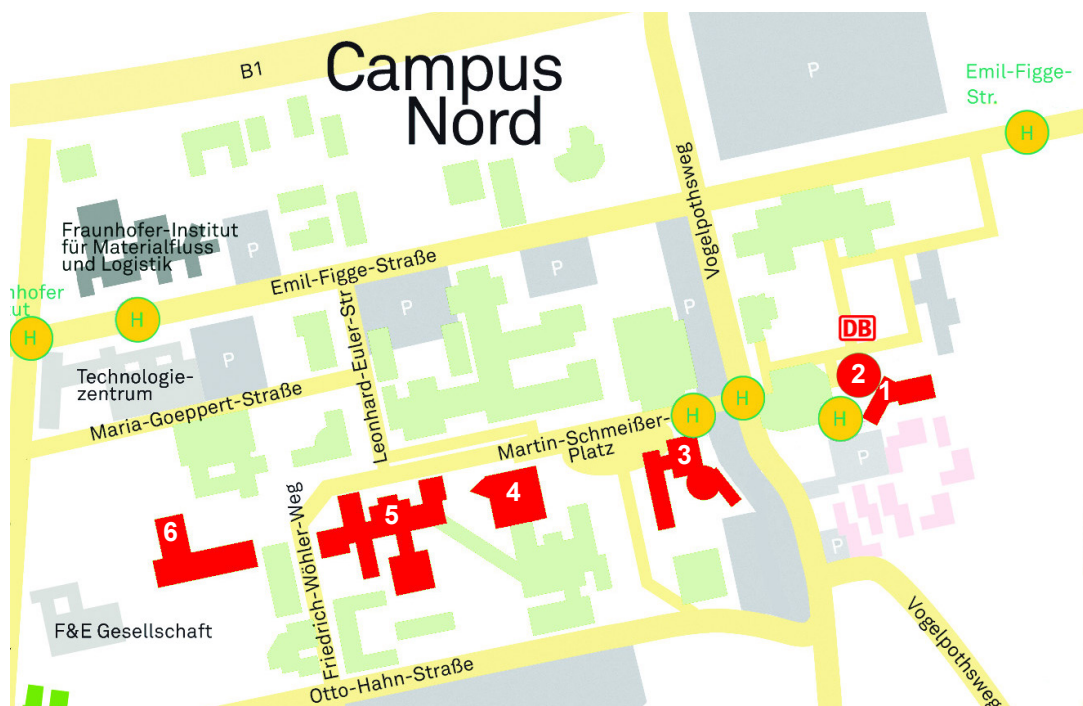 Campus
Nord
B1
P
Emil-Figge-
Str.
H
Vogelpothsweg
Fraunhofer-Institut
für Materialfluss
und Logistik
P
Emil-Figge-Straße
P
P
P
nhofer
ut
H
H
Leonhard-Euler-Str
P
Technologie-
zentrum
Maria-Goeppert-Straße
DB
2
1
H
H
H
Martin-Schmeißer-
Platz
P
3
4
5
6
Friedrich-Wöhler-Weg
P
F&E Gesellschaft
Otto-Hahn-Straße
Vogelpothsweg